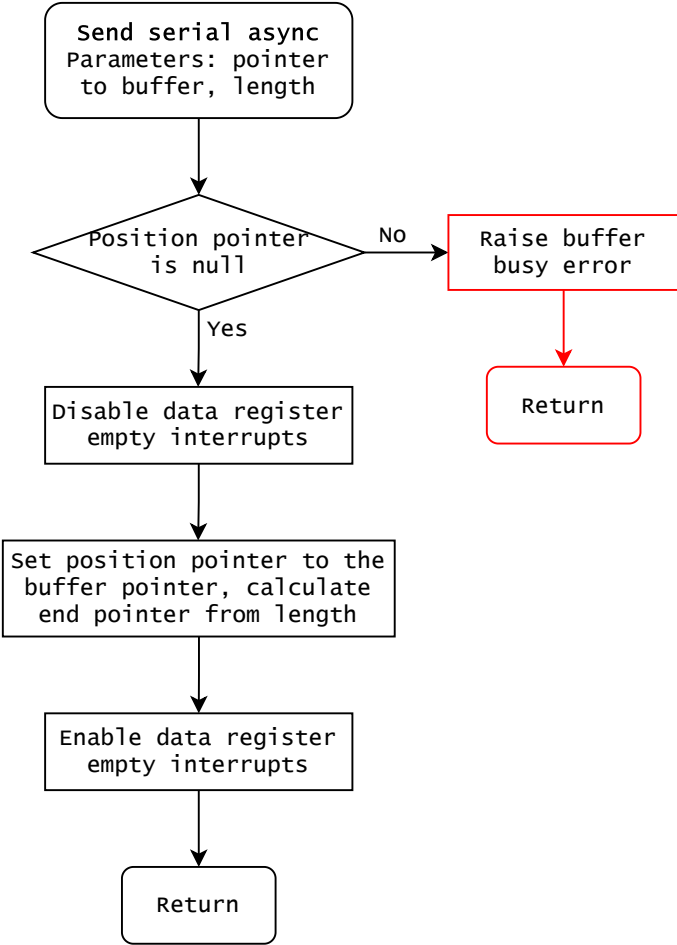 Send serial async
Parameters: pointer
to buffer, length
Position pointer
is null
No
Raise buffer
busy error
Yes
Return
Disable data register
empty interrupts
Set position pointer to the
buffer pointer, calculate
end pointer from length
Enable data register
empty interrupts
Return